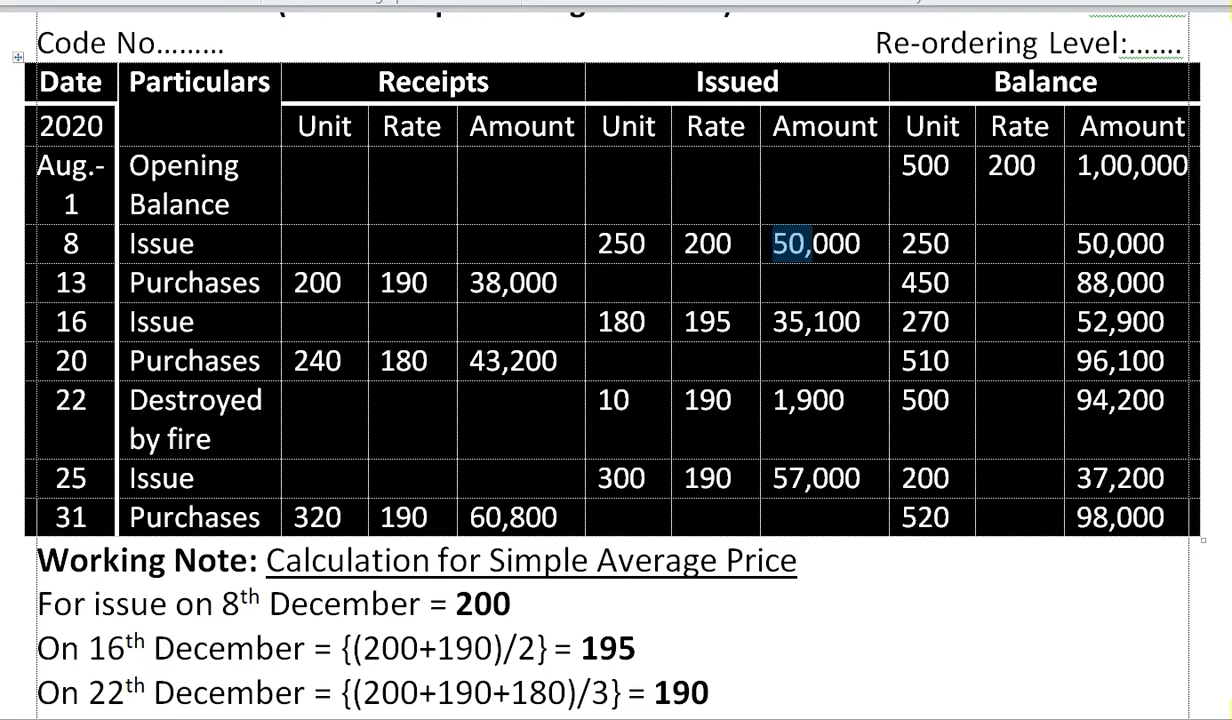 Code No.........
Re-ordering Level:.......
Date Particulars Receipts Issued Balance
2020 Unit Rate Amount Unit Rate Amount Unit Rate Amount
Aug.- Opening 500 200 1,00,000
1 Balance
8 Issue 250 200 50,000 250 50,000
13 Purchases 200 190 38,000 450 88,000
16 Issue 180 195 35,100 270 52,900
20 Purchases 240 180 43,200 510 96,100
22 Destroyed 10 190 1,900 500 94,200
by fire
25 Issue 300 190 57,000 200 37,200
31 Purchases 320 190 60,800 520 98,000
Working Note: Calculation for Simple Average Price
For issue on 8th December = 200
On 16th December = {(200+190)/2} = 195
On 22th December = {(200+190+180)/3} = 190